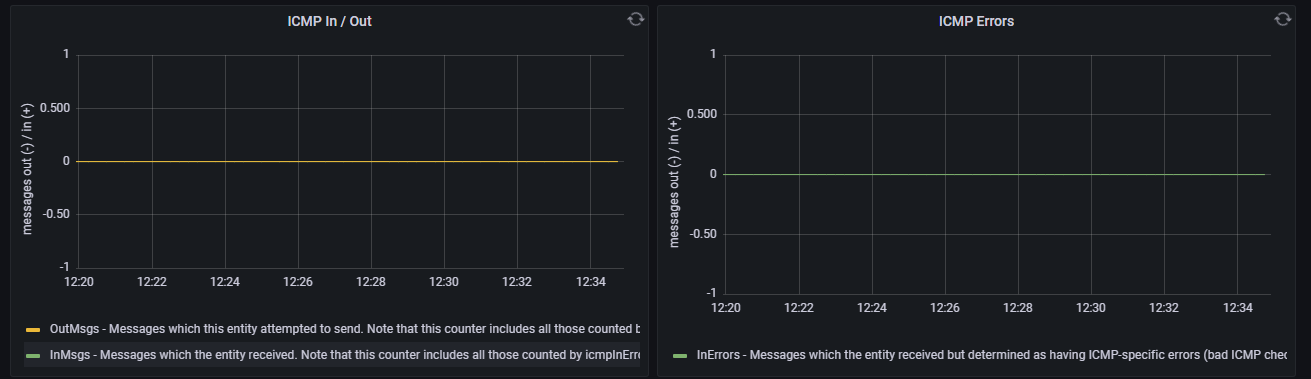 ICMP In / Out
messages out (-) / in (+)
1
0.500
0
-0.50
-1
12:20 12:22 12:24 12:26 12:28 12:30 12:32 12:34
OutMsgs - Messages which this entity attempted to send. Note that this counter includes all those counted
InMsgs - Messages which the entity received. Note that this counter includes all those counted by icmpInErr
ICMP Errors
messages out (-) / in (+)
1
0.500
0
-0.50
-1
12:20 12:22 12:24 12:26 12:28 12:30 12:32 12:34
InErrors - Messages which the entity received but determined as having ICMP-specific errors (bad ICMP chec